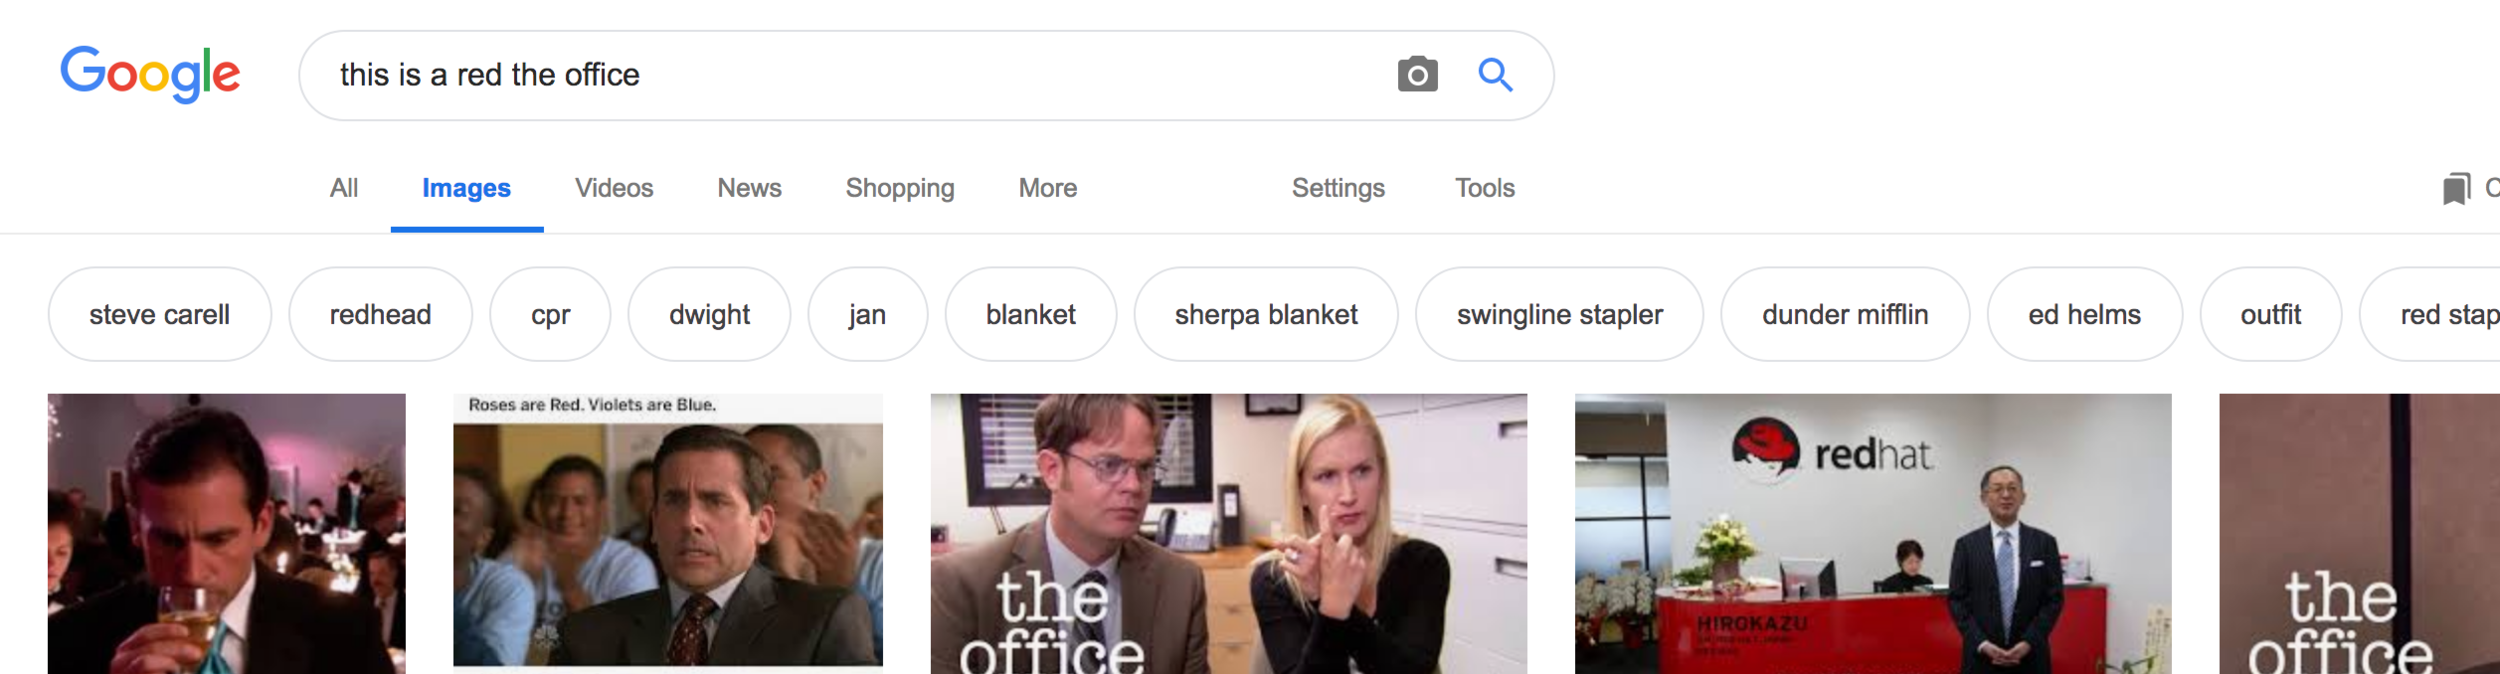 Google
this is a red the office
All Images Videos News Shopping More Settings Tools
steve carell redhead cpr dwight jan blanket sherpa blanket swingline stapler dunder mifflin ed helms outfit red stap
Roses are Red. Violets are Blue.
redhat
HIROKAZU
the
office
the
office